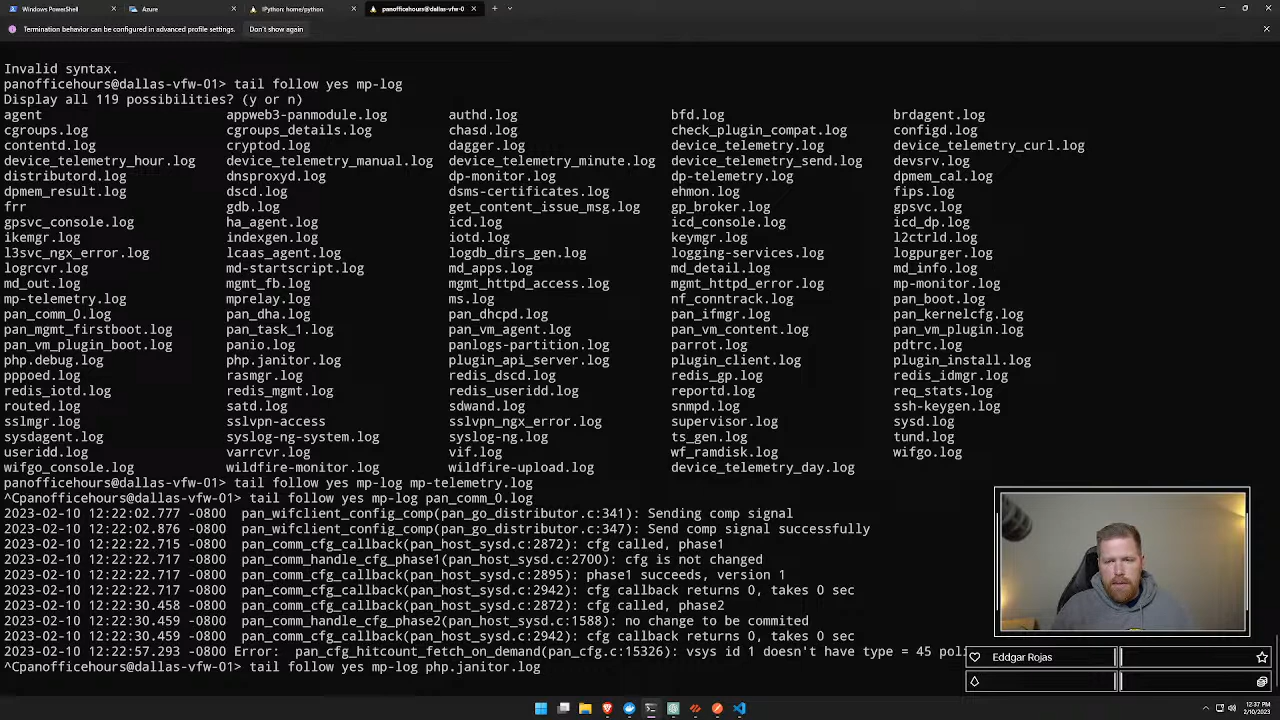 Windows PowerShell
Azure
IPython: home/python
panofficehours@dallas-vfw-0
Termination behavior can be configured in advanced profile settings. Don't show again
Invalid syntax.
panofficehours@dallas-vfw-01> tail follow yes mp-log
Display all 119 possibilities? (y or n)
agent appweb3-panmodule.log authd.log bfd.log brdagent.log
cgroups.log cgroups_details.log chasd.log check_plugin_compat.log configd.log
contentd.log cryptod.log dagger.log device_telemetry.log device_telemetry_curl.log
device_telemetry_hour.log device_telemetry_manual.log device_telemetry_minute.log device_telemetry_send.log devsrv.log
distributord.log dnsproxyd.log dp-monitor.log dp-telemetry.log dpmem_cal.log
dpmem_result.log dscd.log dsms-certificates.log ehmon.log fips.log
frr gdb.log get_content_issue_msg.log gp_broker.log gpsvc.log
gpsvc_console.log ha_agent.log icd.log icd_console.log icd_dp.log
ikemgr.log indexgen.log iotd.log keymgr.log l2ctrld.log
l3svc_ngx_error.log lcaas_agent.log logdb_dirs_gen.log logging-services.log logpurger.log
logrcvr.log md-startscript.log md_apps.log md_detail.log md_info.log
md_out.log mgmt_fb.log mgmt_httpd_access.log mgmt_httpd_error.log mp-monitor.log
mp-telemetry.log mprelay.log ms.log nf_conntrack.log pan_boot.log
pan_comm_0.log pan_dha.log pan_dhcpd.log pan_ifmgr.log pan_kernelcfg.log
pan_mgmt_firstboot.log pan_task_1.log pan_vm_agent.log pan_vm_content.log pan_vm_plugin.log
pan_vm_plugin_boot.log panio.log panlogs-partition.log parrot.log pdtrc.log
php.debug.log php.janitor.log plugin_api_server.log plugin_client.log plugin_install.log
pppoed.log rasmgr.log redis_dscd.log redis_gp.log redis_idmgr.log
redis_iotd.log redis_mgmt.log redis_userid.log reportd.log req_stats.log
routed.log satd.log sdwand.log snmpd.log ssh-keygen.log
sslmgr.log sslvpn-access sslvpn_ngx_error.log supervisor.log sysd.log
sysdagent.log syslog-ng-system.log syslog-ng.log ts_gen.log tund.log
userid.log varrcvr.log vif.log wf_ramdisk.log wifgo.log
wifgo_console.log wildfire-monitor.log wildfire-upload.log device_telemetry_day.log
panofficehours@dallas-vfw-01> tail follow yes mp-log mp-telemetry.log
^Cpanofficehours@dallas-vfw-01> tail follow yes mp-log pan_comm_0.log
2023-02-10 12:22:02.777 -0800 pan_wifclient_config_comp(pan_go_distributor.c:341): Sending comp signal
2023-02-10 12:22:02.876 -0800 pan_wifclient_config_comp(pan_go_distributor.c:347): Send comp signal successfully
2023-02-10 12:22:22.715 -0800 pan_comm_cfg_callback(pan_host_sysd.c:2872): cfg called, phase1
2023-02-10 12:22:22.717 -0800 pan_comm_handle_cfg_phase1(pan_host_sysd.c:2700): cfg is not changed
2023-02-10 12:22:22.717 -0800 pan_comm_cfg_callback(pan_host_sysd.c:2895): phase1 succeeds, version 1
2023-02-10 12:22:22.717 -0800 pan_comm_cfg_callback(pan_host_sysd.c:2942): cfg callback returns 0, takes 0 sec
2023-02-10 12:22:30.458 -0800 pan_comm_cfg_callback(pan_host_sysd.c:2872): cfg called, phase2
2023-02-10 12:22:30.459 -0800 pan_comm_handle_cfg_phase2(pan_host_sysd.c:1588): no change to be commited
2023-02-10 12:22:30.459 -0800 pan_comm_cfg_callback(pan_host_sysd.c:2942): cfg callback returns 0, takes 0 sec
2023-02-10 12:22:57.293 -0800 Error: pan_cfg_hitcount_fetch_on_demand(pan_cfg.c:15326): vsys id 1 doesn't have type = 45 pol
^Cpanofficehours@dallas-vfw-01> tail follow yes mp-log php.janitor.log
Eddgar Rojas
12:37 PM
2/10/2023